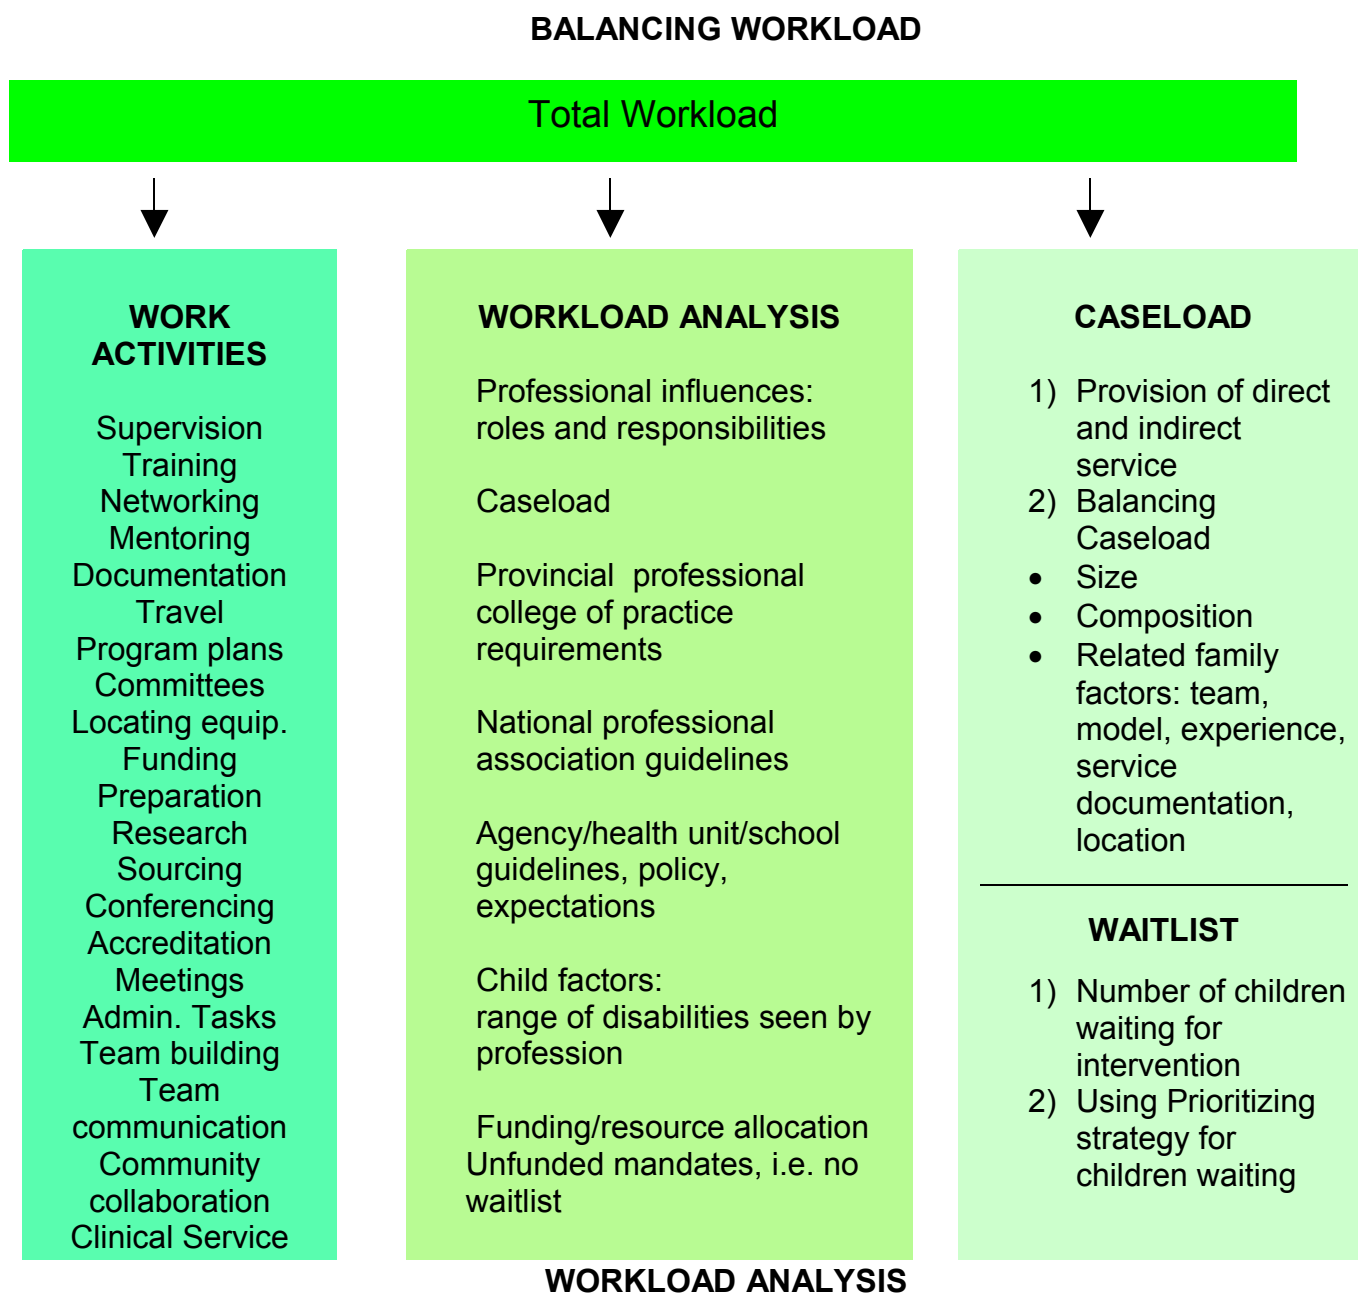 BALANCING WORKLOAD
Total Workload
WORK
ACTIVITIES
Supervision
Training
Networking
Mentoring
Documentation
Travel
Program plans
Committees
Locating equip.
Funding
Preparation
Research
Sourcing
Conferencing
Accreditation
Meetings
Admin. Tasks
Team building
Team
communication
Community
collaboration
Clinical Service
WORKLOAD ANALYSIS
Professional influences:
roles and responsibilities
Caseload
Provincial  professional
college of practice
requirements
National professional
association guidelines
Agency/health unit/school
guidelines, policy,
expectations
Child factors:
range of disabilities seen by
profession
Funding/resource allocation
Unfunded mandates, i.e. no
waitlist
CASELOAD
1) Provision of direct
and indirect
service
2) Balancing
Caseload
• Size
• Composition
• Related family
factors: team,
model, experience,
service
documentation,
location
WAITLIST
1) Number of children
waiting for
intervention
2) Using Prioritizing
strategy for
children waiting
WORKLOAD ANALYSIS